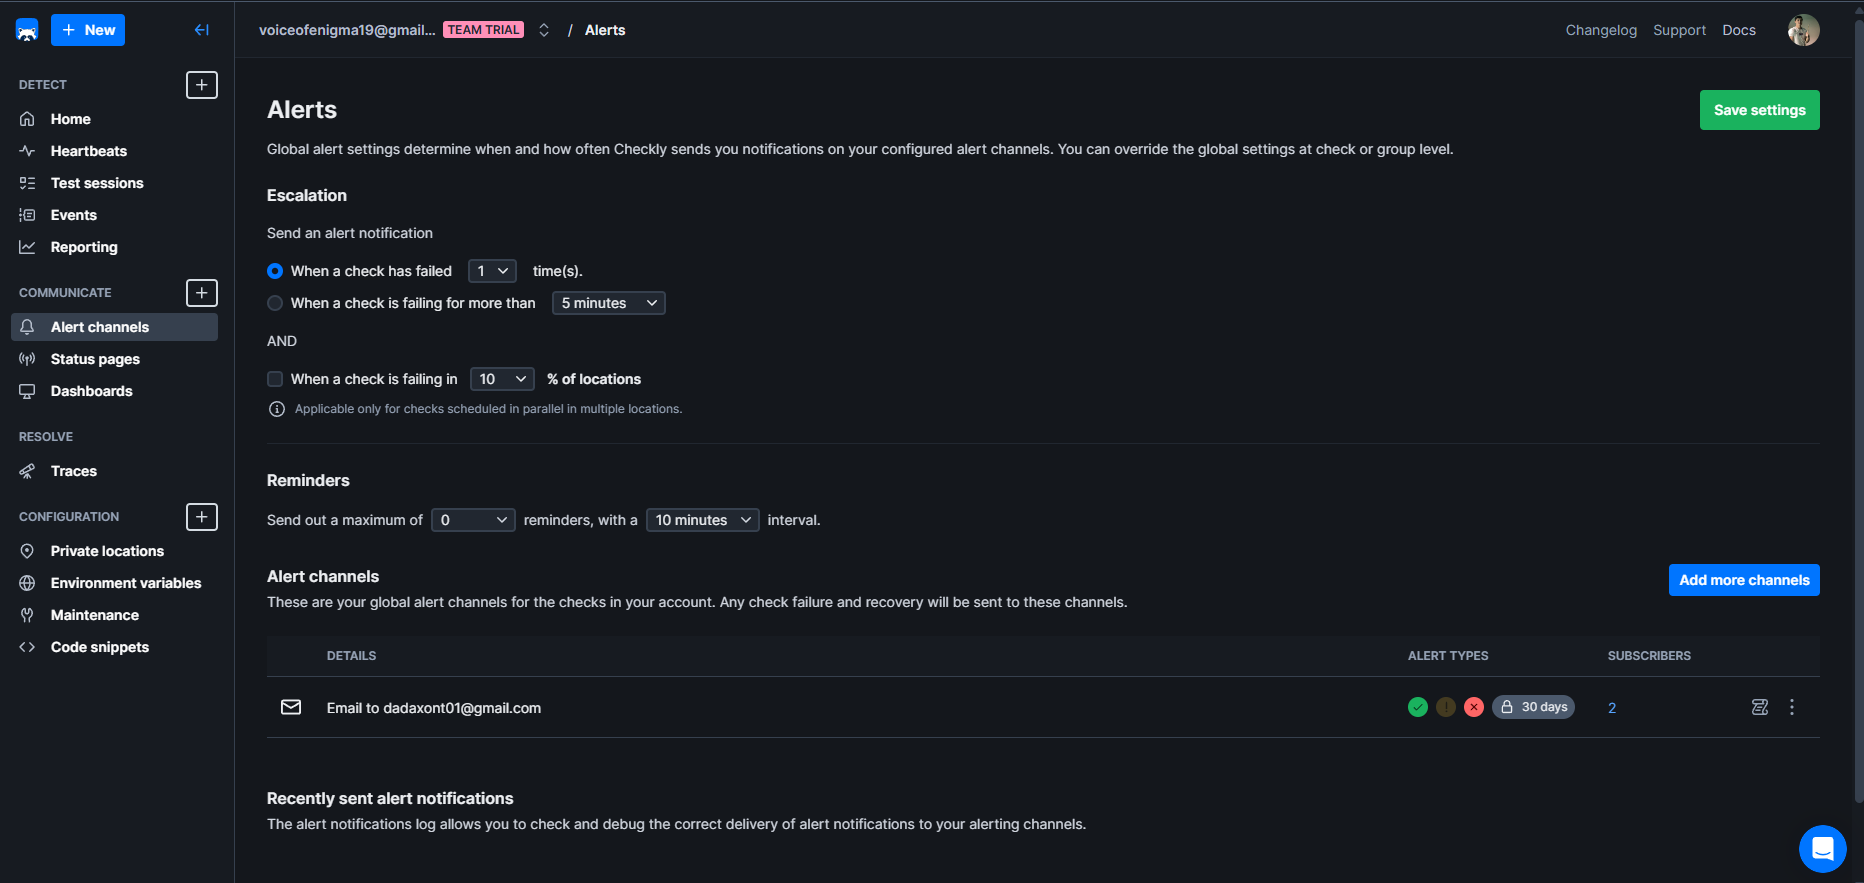 New
voiceofenigma19@gmail... TEAM TRIAL / Alerts
Changelog Support Docs
DETECT
Home
Heartbeats
Test sessions
Events
Reporting
COMMUNICATE
Alert channels
Status pages
Dashboards
RESOLVE
Traces
CONFIGURATION
Private locations
Environment variables
Maintenance
Code snippets
Alerts
Save settings
Global alert settings determine when and how often Checkly sends you notifications on your configured alert channels. You can override the global settings at check or group level.
Escalation
Send an alert notification
When a check has failed 1 time(s).
When a check is failing for more than 5 minutes
AND
When a check is failing in 10 % of locations
Applicable only for checks scheduled in parallel in multiple locations.
Reminders
Send out a maximum of 0 reminders, with a 10 minutes interval.
Alert channels
Add more channels
These are your global alert channels for the checks in your account. Any check failure and recovery will be sent to these channels.
DETAILS ALERT TYPES SUBSCRIBERS
Email to dadaxont01@gmail.com 30 days 2
Recently sent alert notifications
The alert notifications log allows you to check and debug the correct delivery of alert notifications to your alerting channels.